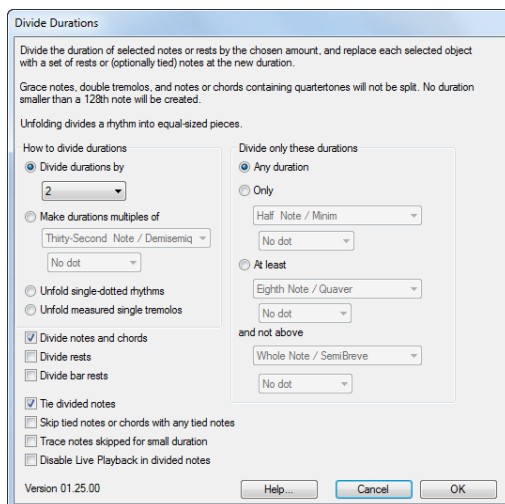 Divide Durations
Divide the duration of selected notes or rests by the chosen amount, and replace each selected object
with a set of rests or (optionally tied) notes at the new duration.
Grace notes, double tremolos, and notes or chords containing quartertones will not be split. No duration
smaller than a 128th note will be created.
Unfolding divides a rhythm into equal-sized pieces.
How to divide durations
Divide durations by
2
Make durations multiples of
Thirty-Second Note / Demisemiq
No dot
Unfold single-dotted rhythms
Unfold measured single tremolos
Divide only these durations
Any duration
Only
Half Note / Minim
No dot
At least
Eighth Note / Quaver
No dot
and not above
Whole Note / SemiBreve
No dot
Divide notes and chords
Divide rests
Divide bar rests
Tie divided notes
Skip tied notes or chords with any tied notes
Trace notes skipped for small duration
Disable Live Playback in divided notes
Version 01.25.00
Help...
Cancel
OK